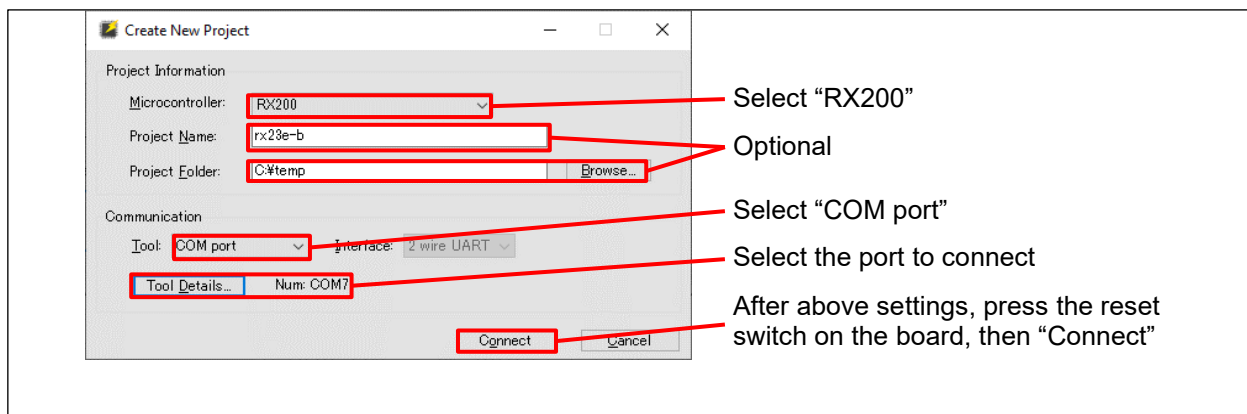 Create New Project
Project Information
Microcontroller: RX200
Select “RX200”
Project Name: rx23e-b
Optional
Project Folder: C:¥temp Browse...
Communication
Select “COM port”
Tool: COM port Interface: 2 wire UART
Select the port to connect
Tool Details... Num: COM7
After above settings, press the reset
switch on the board, then “Connect”
Connect Cancel